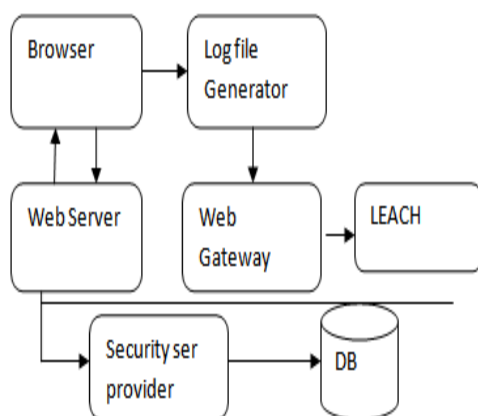 Browser
Log file
Generator
Web Server
Web
Gateway
LEACH
Security ser
provider
DB